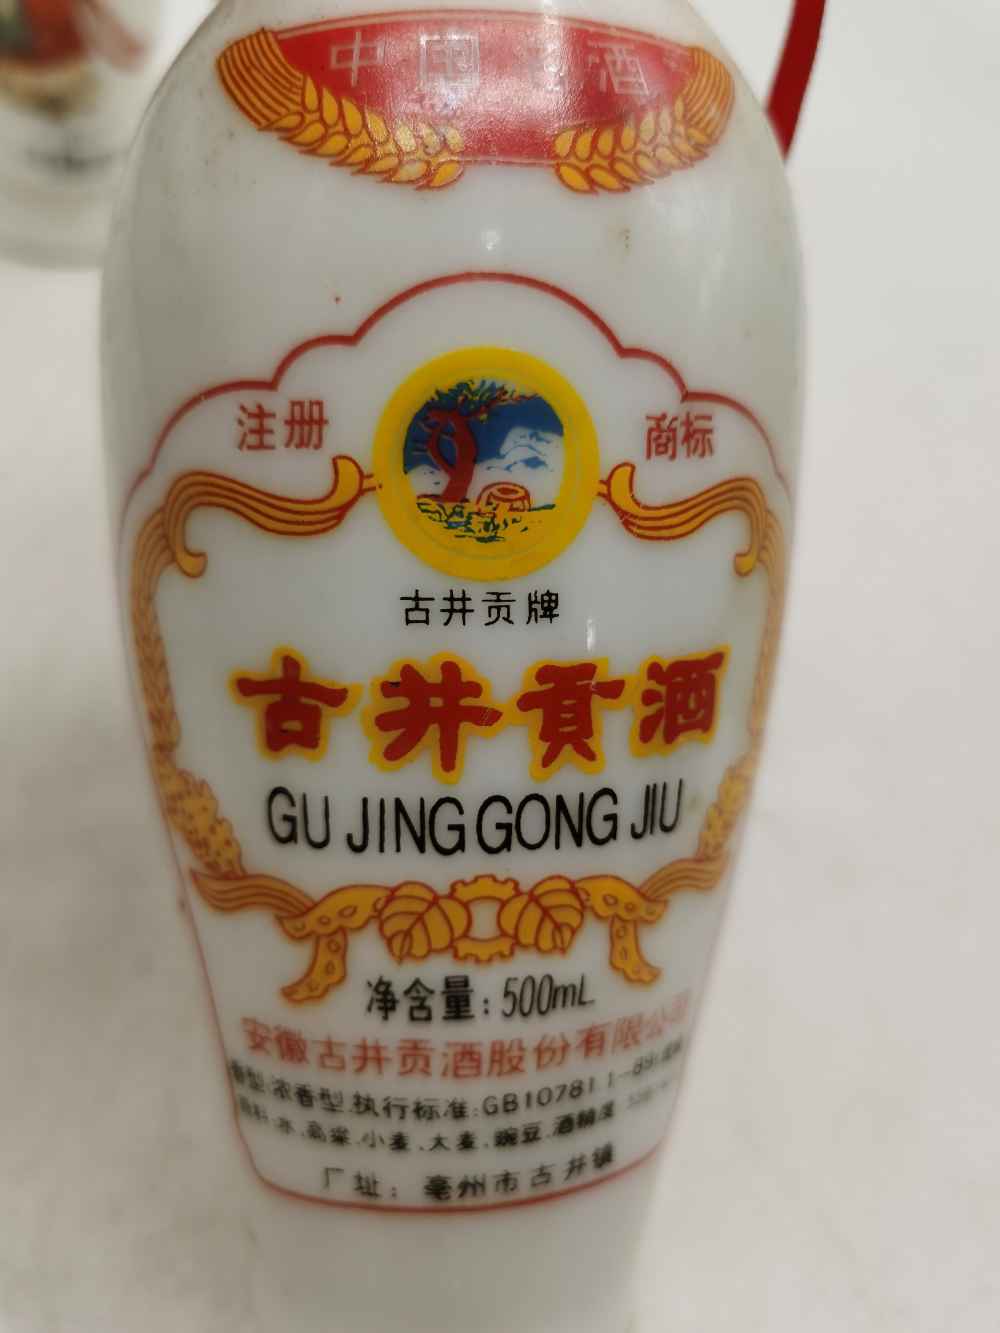 中国名酒
注册 商标
古井贡牌
古井贡酒
GU JING GONG JIU
净含量：500mL
安徽古井贡酒股份有限公司
香型:浓香型.执行标准:GB10781.1-89
原料:水.高粱.小麦.大麦.豌豆.酒精度
厂址：亳州市古井镇